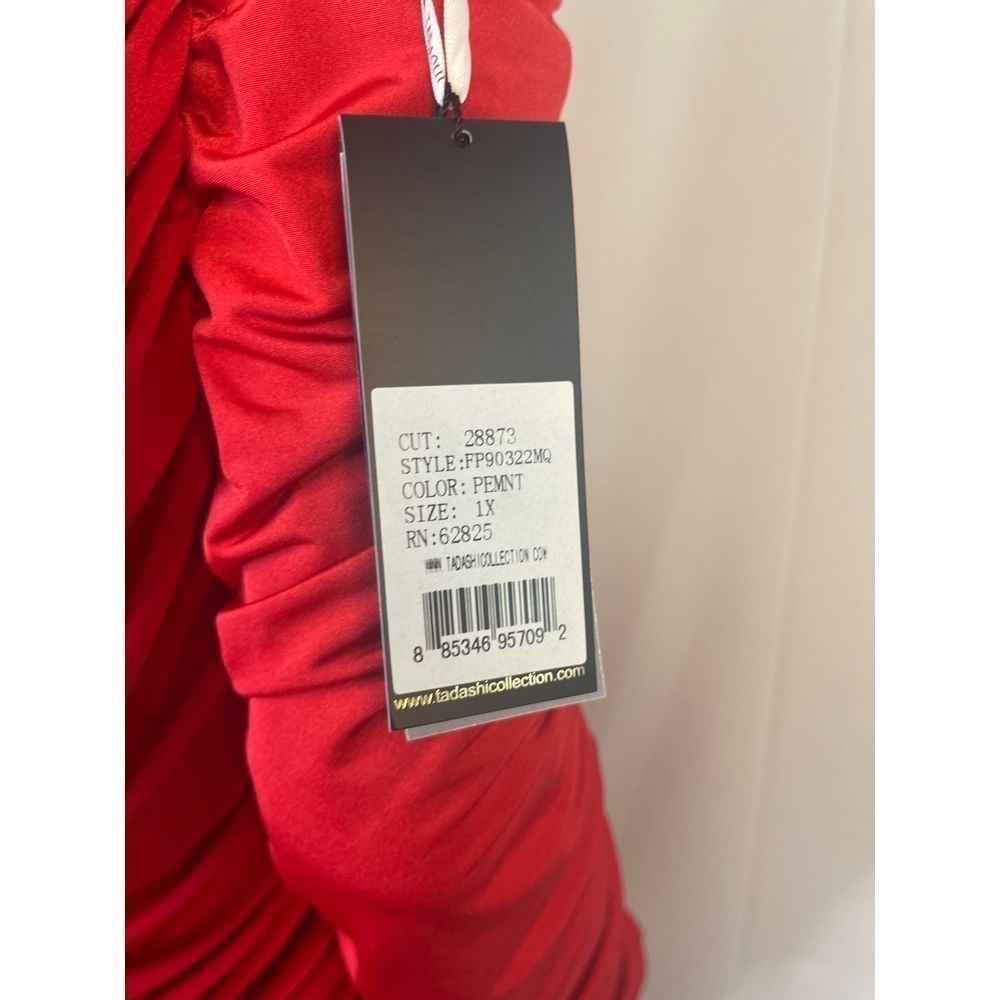 CUT: 28873
STYLE:FP90322MQ
COLOR: PEMNT
SIZE: 1X
RN:62825
WWW TADASHICOLLECTION COM
8 85346 95709 2
www.tadashicollection.com